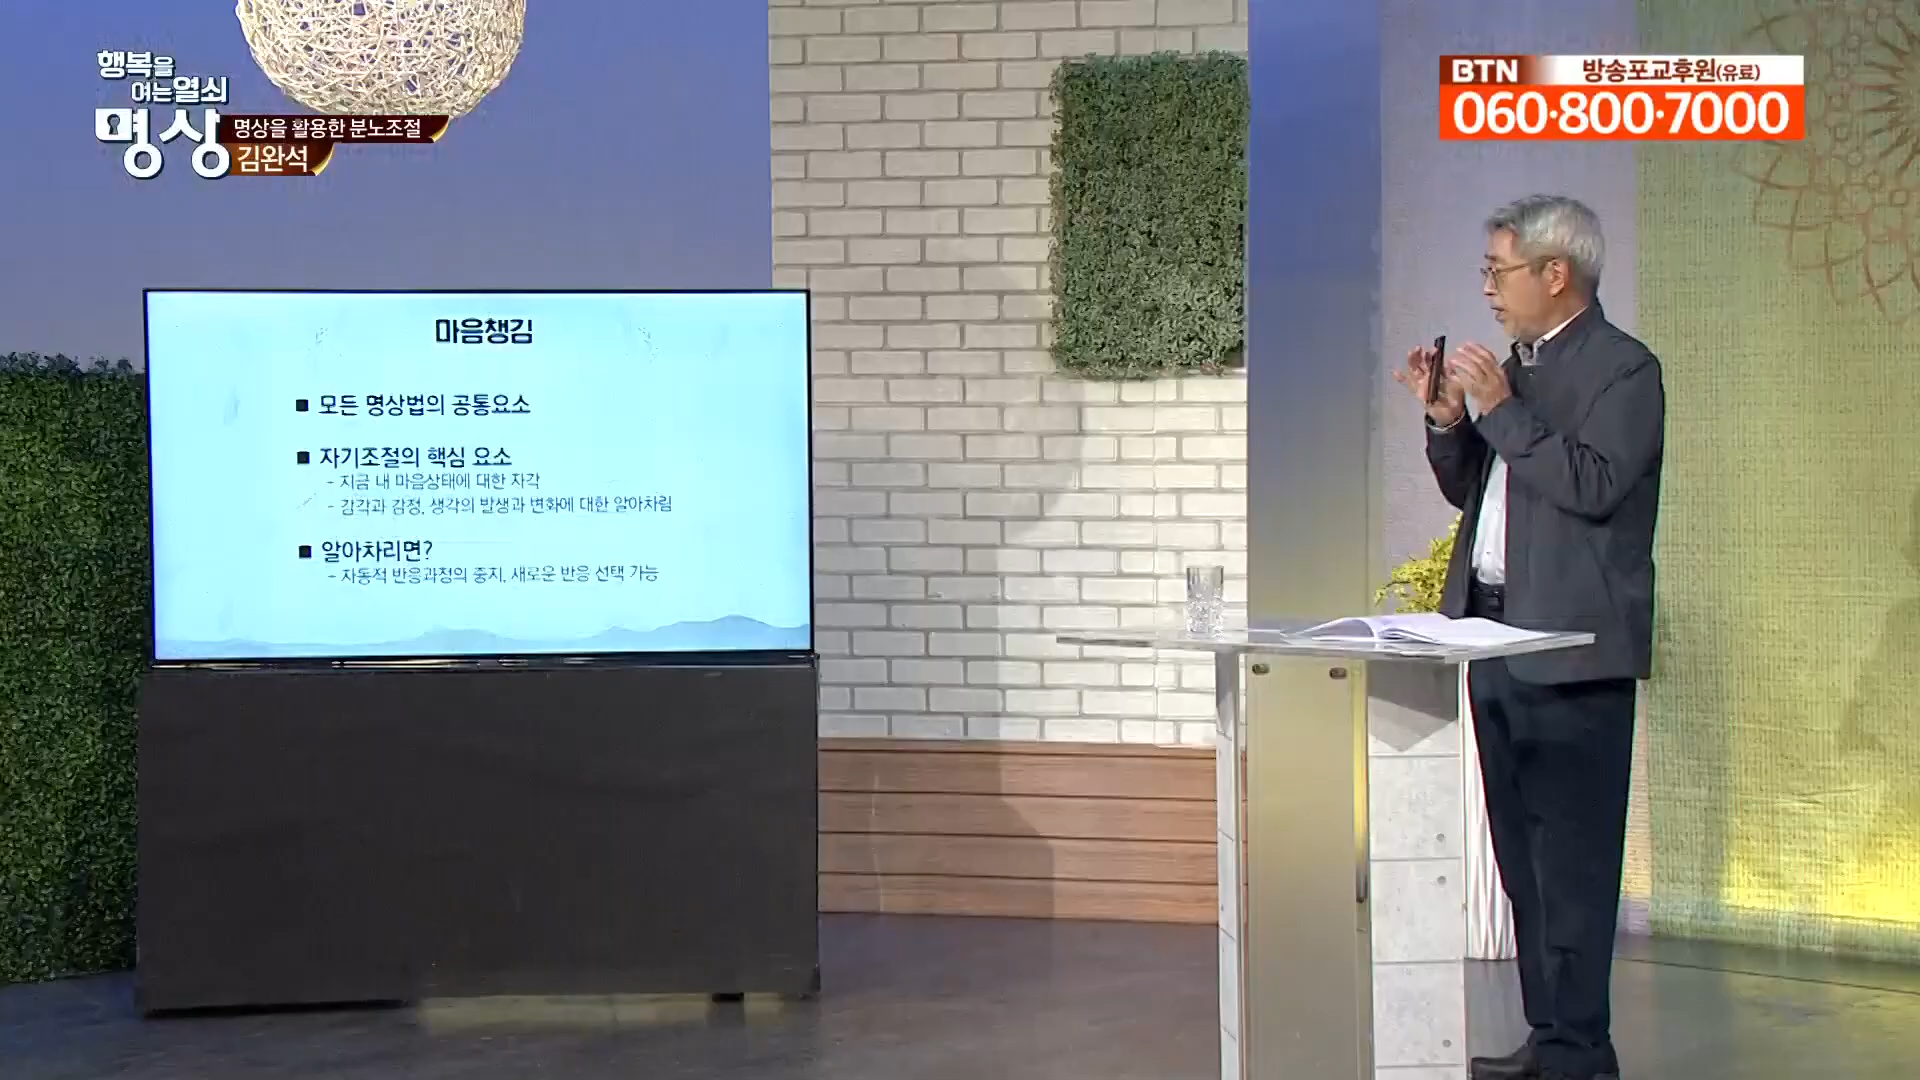 행복을
여는열쇠
명상
명상을 활용한 분노조절
김완석
BTN 방송포교후원(유료)
060·800·7000
마음챙김
■ 모든 명상법의 공통요소
■ 자기조절의 핵심 요소
- 지금 내 마음상태에 대한 자각
- 감각과 감정, 생각의 발생과 변화에 대한 알아차림
■ 알아차리면?
- 자동적 반응과정의 중지, 새로운 반응 선택 가능